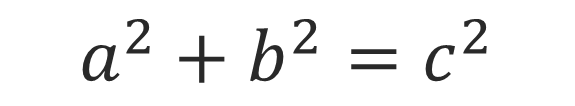 a² + b² = c²